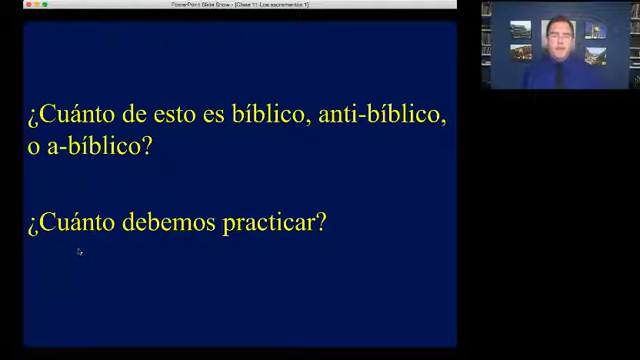 PowerPoint Slide Show - [Clase 11 Los sacramentos 1]
¿Cuánto de esto es bíblico, anti-bíblico,
o a-bíblico?
¿Cuánto debemos practicar?